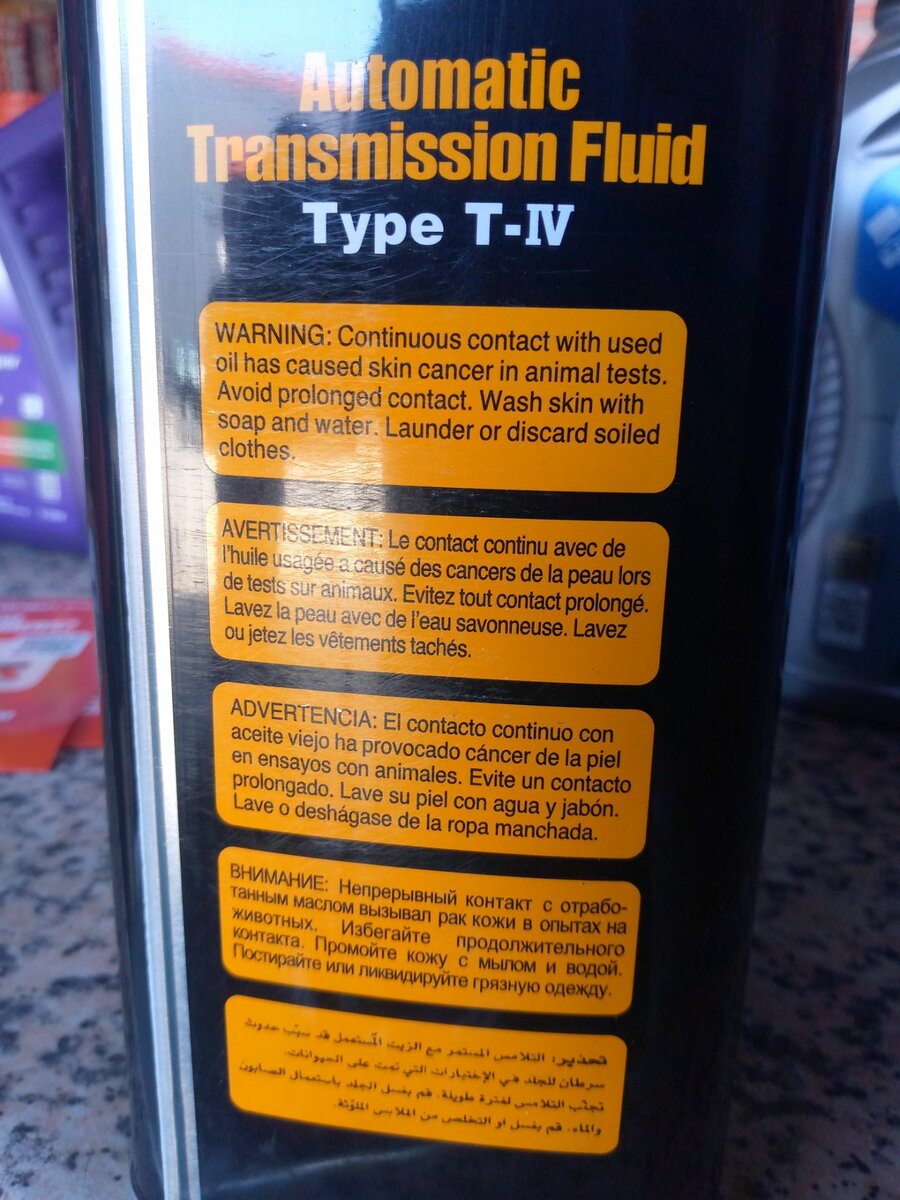 Automatic
Transmission Fluid
Type T-IV
WARNING: Continuous contact with used
oil has caused skin cancer in animal tests.
Avoid prolonged contact. Wash skin with
soap and water. Launder or discard soiled
clothes.
AVERTISSEMENT: Le contact continu avec de
l'huile usagée a causé des cancers de la peau lors
de tests sur animaux. Evitez tout contact prolongé.
Lavez la peau avec de l'eau savonneuse. Lavez
ou jetez les vêtements tachés.
ADVERTENCIA: El contacto continuo con
aceite viejo ha provocado cáncer de la piel
en ensayos con animales. Evite un contacto
prolongado. Lave su piel con agua y jabón.
Lave o deshágase de la ropa manchada.
ВНИМАНИЕ: Непрерывный контакт с отрабо-
танным маслом вызывал рак кожи в опытах на
животных. Избегайте продолжительного
контакта. Промойте кожу с мылом и водой.
Постирайте или ликвидируйте грязную одежду.
تحذير: التلامس المستمر مع الزيت المستعمل قد سبّب حدوث
سرطان للجلد في الإختبارات التي تمت على الحيوانات.
تجنّب التلامس لفترة طويلة. قم بغسل الجلد باستعمال الصابون
والماء. قم بغسل او التخلص من الملابس الملوّثة.